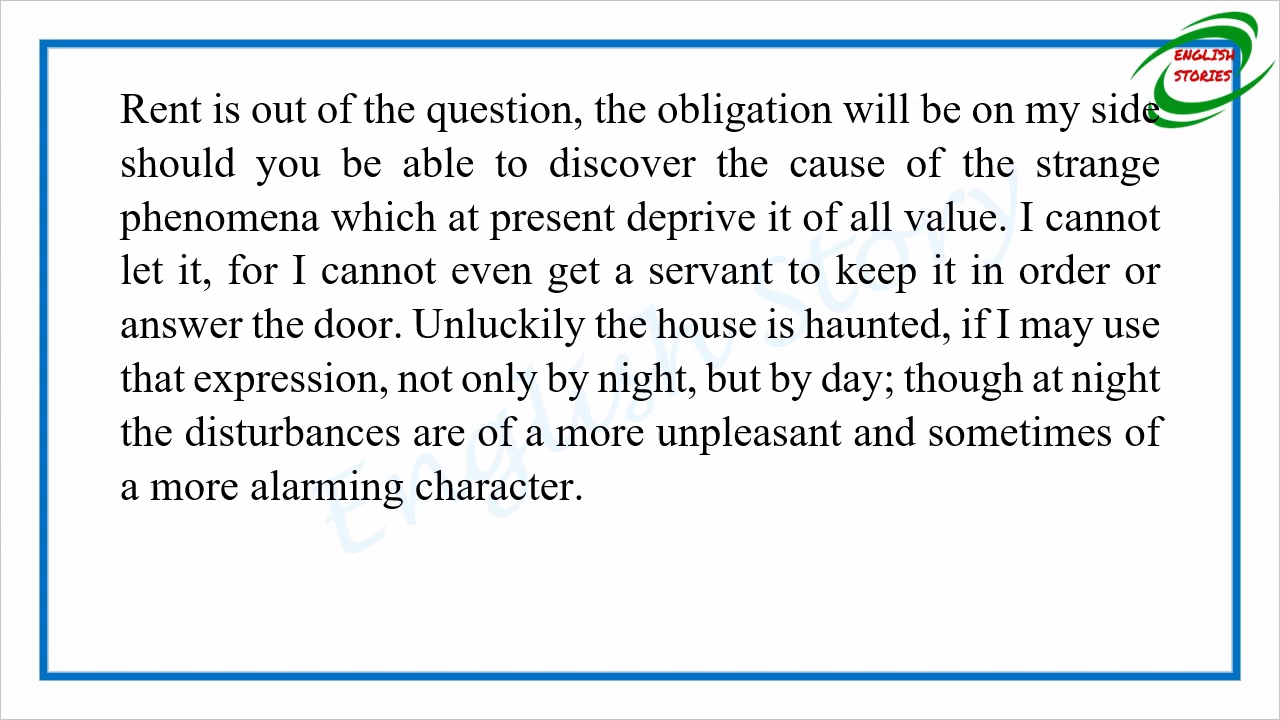 ENGLISH
STORIES
Rent is out of the question, the obligation will be on my side
should you be able to discover the cause of the strange
phenomena which at present deprive it of all value. I cannot
let it, for I cannot even get a servant to keep it in order or
answer the door. Unluckily the house is haunted, if I may use
that expression, not only by night, but by day; though at night
the disturbances are of a more unpleasant and sometimes of
a more alarming character.
English Story